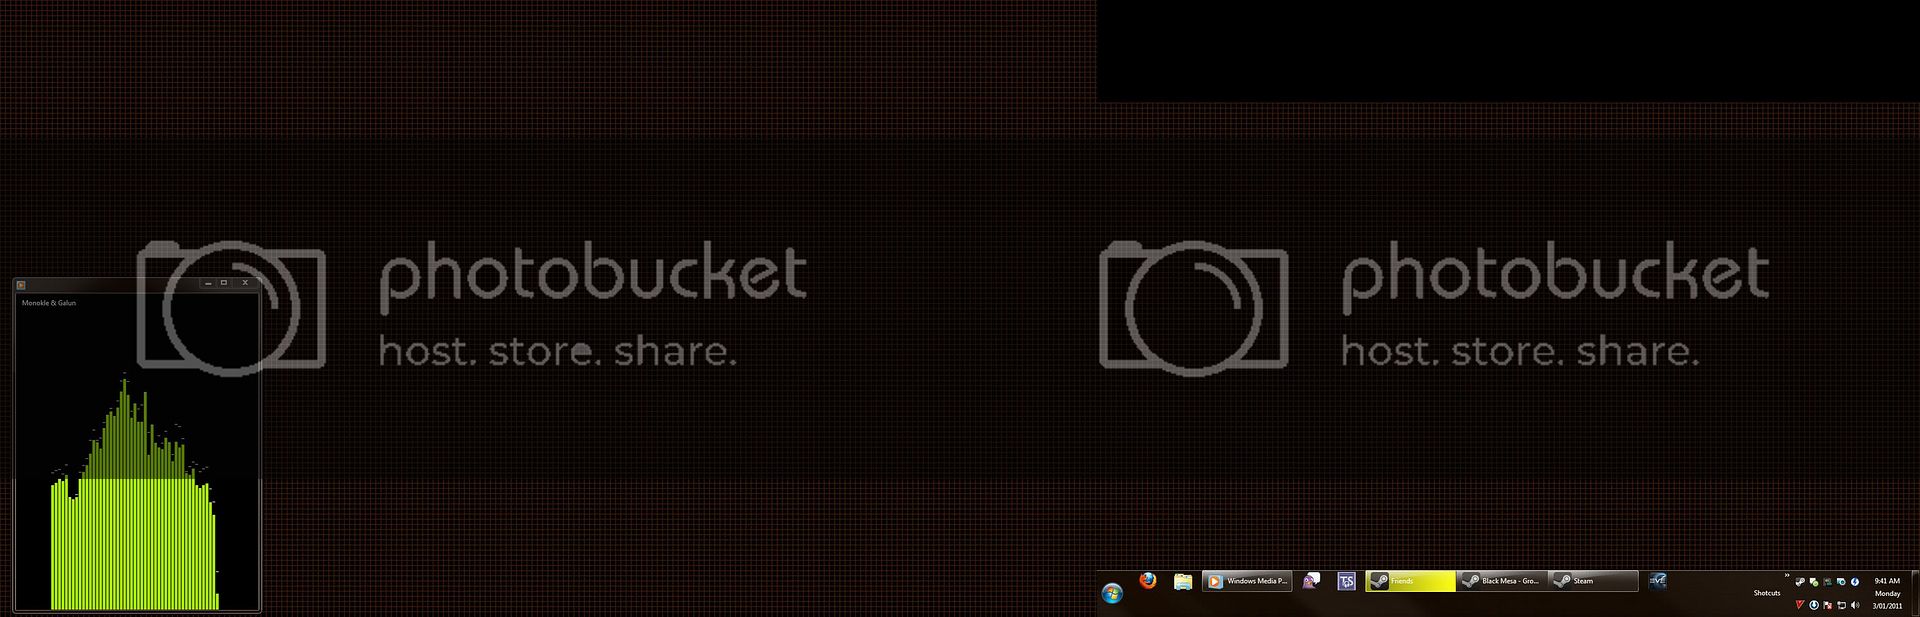 photobucket
host. store. share.
photobucket
host. store. share.
Monokle & Galun
Windows Media P...
TS
Friends
Black Mesa - Gro...
Steam
EVE
»
Shotcuts
9:41 AM
Monday
3/01/2011